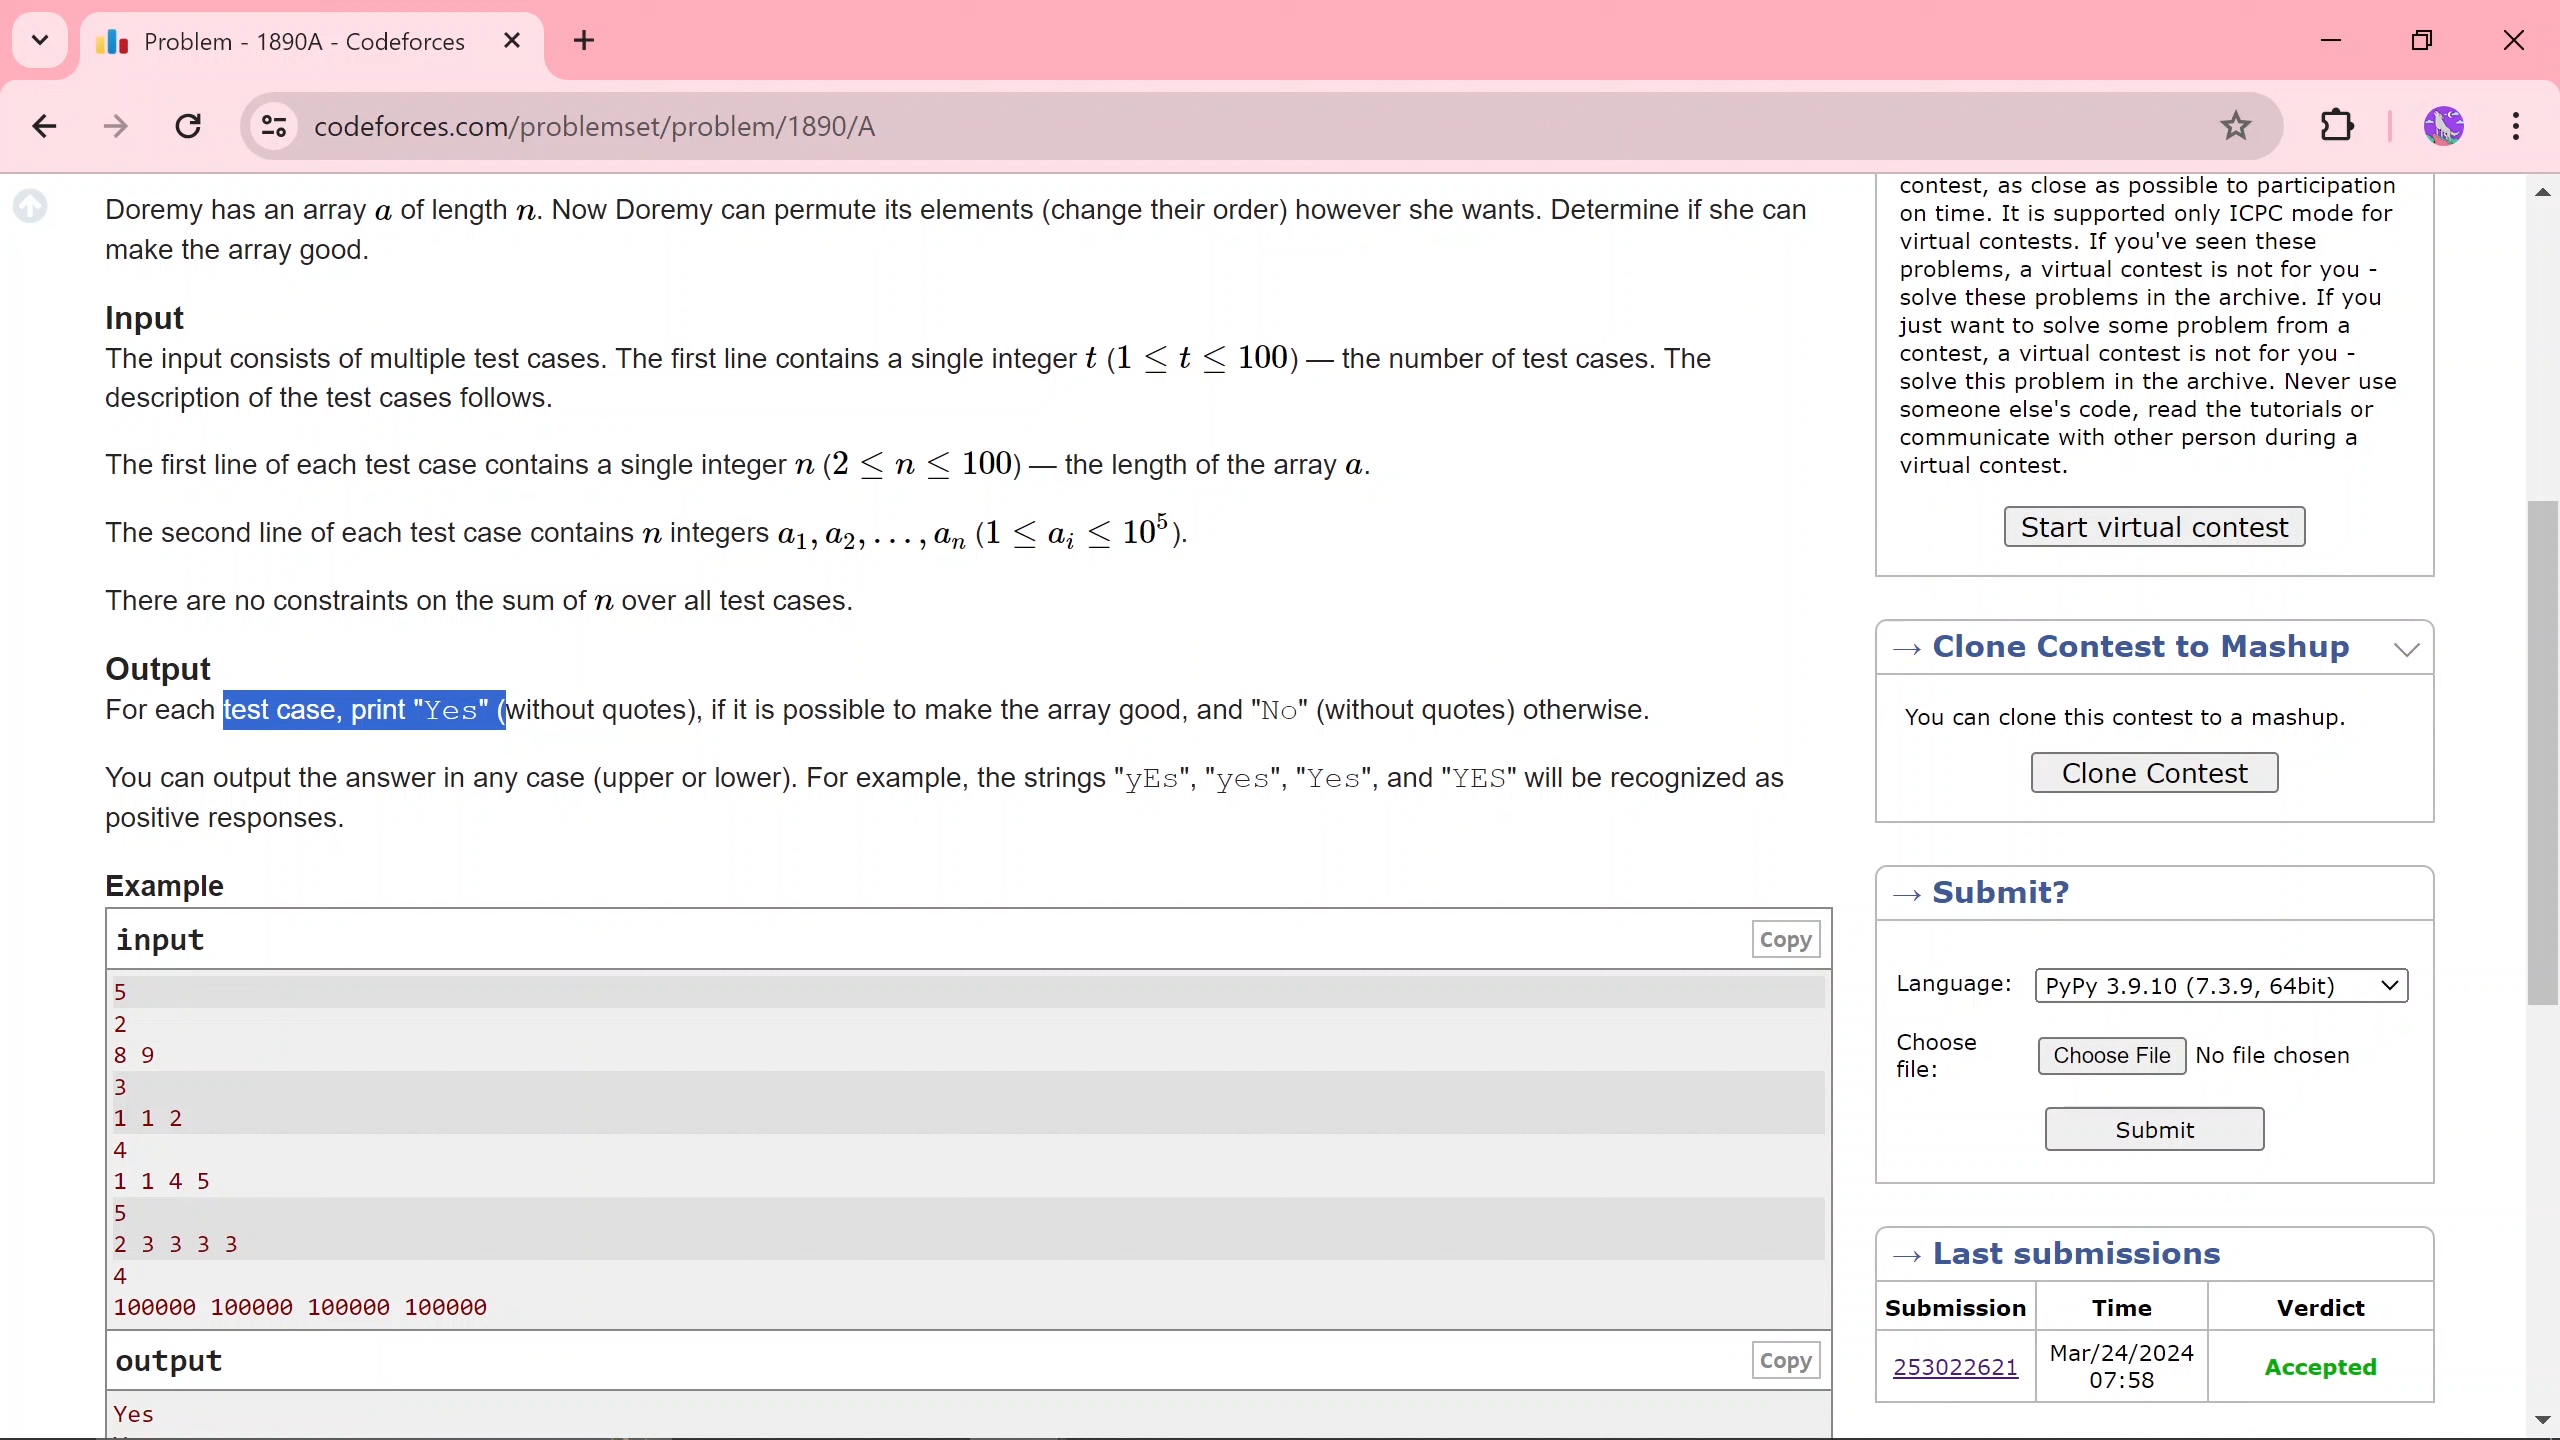 Problem - 1890A - Codeforces
codeforces.com/problemset/problem/1890/A
Doremy has an array a of length n. Now Doremy can permute its elements (change their order) however she wants. Determine if she can
make the array good.
Input
The input consists of multiple test cases. The first line contains a single integer t (1 ≤ t ≤ 100) — the number of test cases. The
description of the test cases follows.
The first line of each test case contains a single integer n (2 ≤ n ≤ 100) — the length of the array a.
The second line of each test case contains n integers a₁, a₂, …, aₙ (1 ≤ aᵢ ≤ 10⁵).
There are no constraints on the sum of n over all test cases.
Output
For each test case, print "Yes" (without quotes), if it is possible to make the array good, and "No" (without quotes) otherwise.
You can output the answer in any case (upper or lower). For example, the strings "yEs", "yes", "Yes", and "YES" will be recognized as
positive responses.
Example
input
Copy
5
2
8 9
3
1 1 2
4
1 1 4 5
5
2 3 3 3 3
4
100000 100000 100000 100000
output
Copy
Yes
contest, as close as possible to participation
on time. It is supported only ICPC mode for
virtual contests. If you've seen these
problems, a virtual contest is not for you -
solve these problems in the archive. If you
just want to solve some problem from a
contest, a virtual contest is not for you -
solve this problem in the archive. Never use
someone else's code, read the tutorials or
communicate with other person during a
virtual contest.
Start virtual contest
→ Clone Contest to Mashup
You can clone this contest to a mashup.
Clone Contest
→ Submit?
Language: PyPy 3.9.10 (7.3.9, 64bit)
Choose
file:
Choose File No file chosen
Submit
→ Last submissions
Submission Time Verdict
253022621 Mar/24/2024
07:58
Accepted